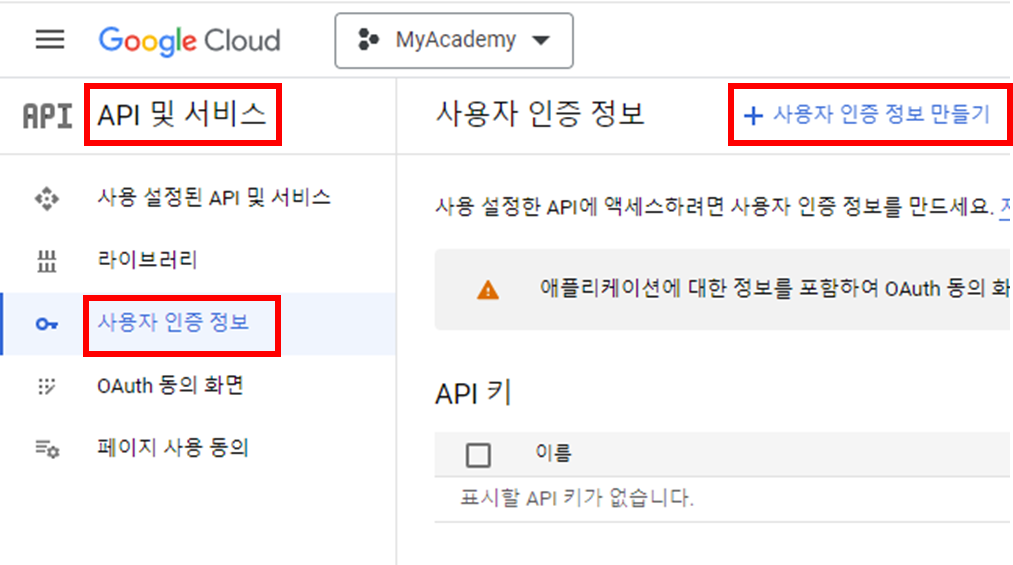 Google Cloud
MyAcademy
API
API 및 서비스
사용자 인증 정보
+ 사용자 인증 정보 만들기
사용 설정된 API 및 서비스
라이브러리
사용자 인증 정보
OAuth 동의 화면
페이지 사용 동의
사용 설정한 API에 액세스하려면 사용자 인증 정보를 만드세요.
애플리케이션에 대한 정보를 포함하여 OAuth 동의 화
API 키
이름
표시할 API 키가 없습니다.